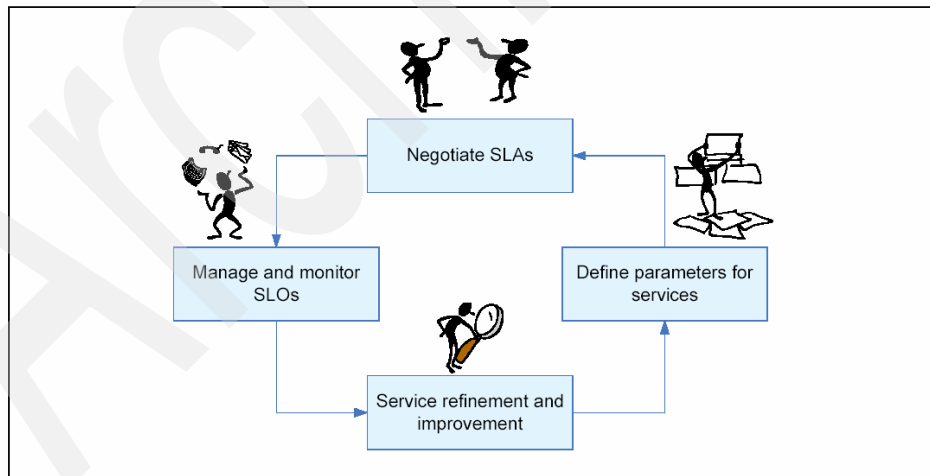 Negotiate SLAs
Manage and monitor
SLOs
Define parameters for
services
Service refinement and
improvement